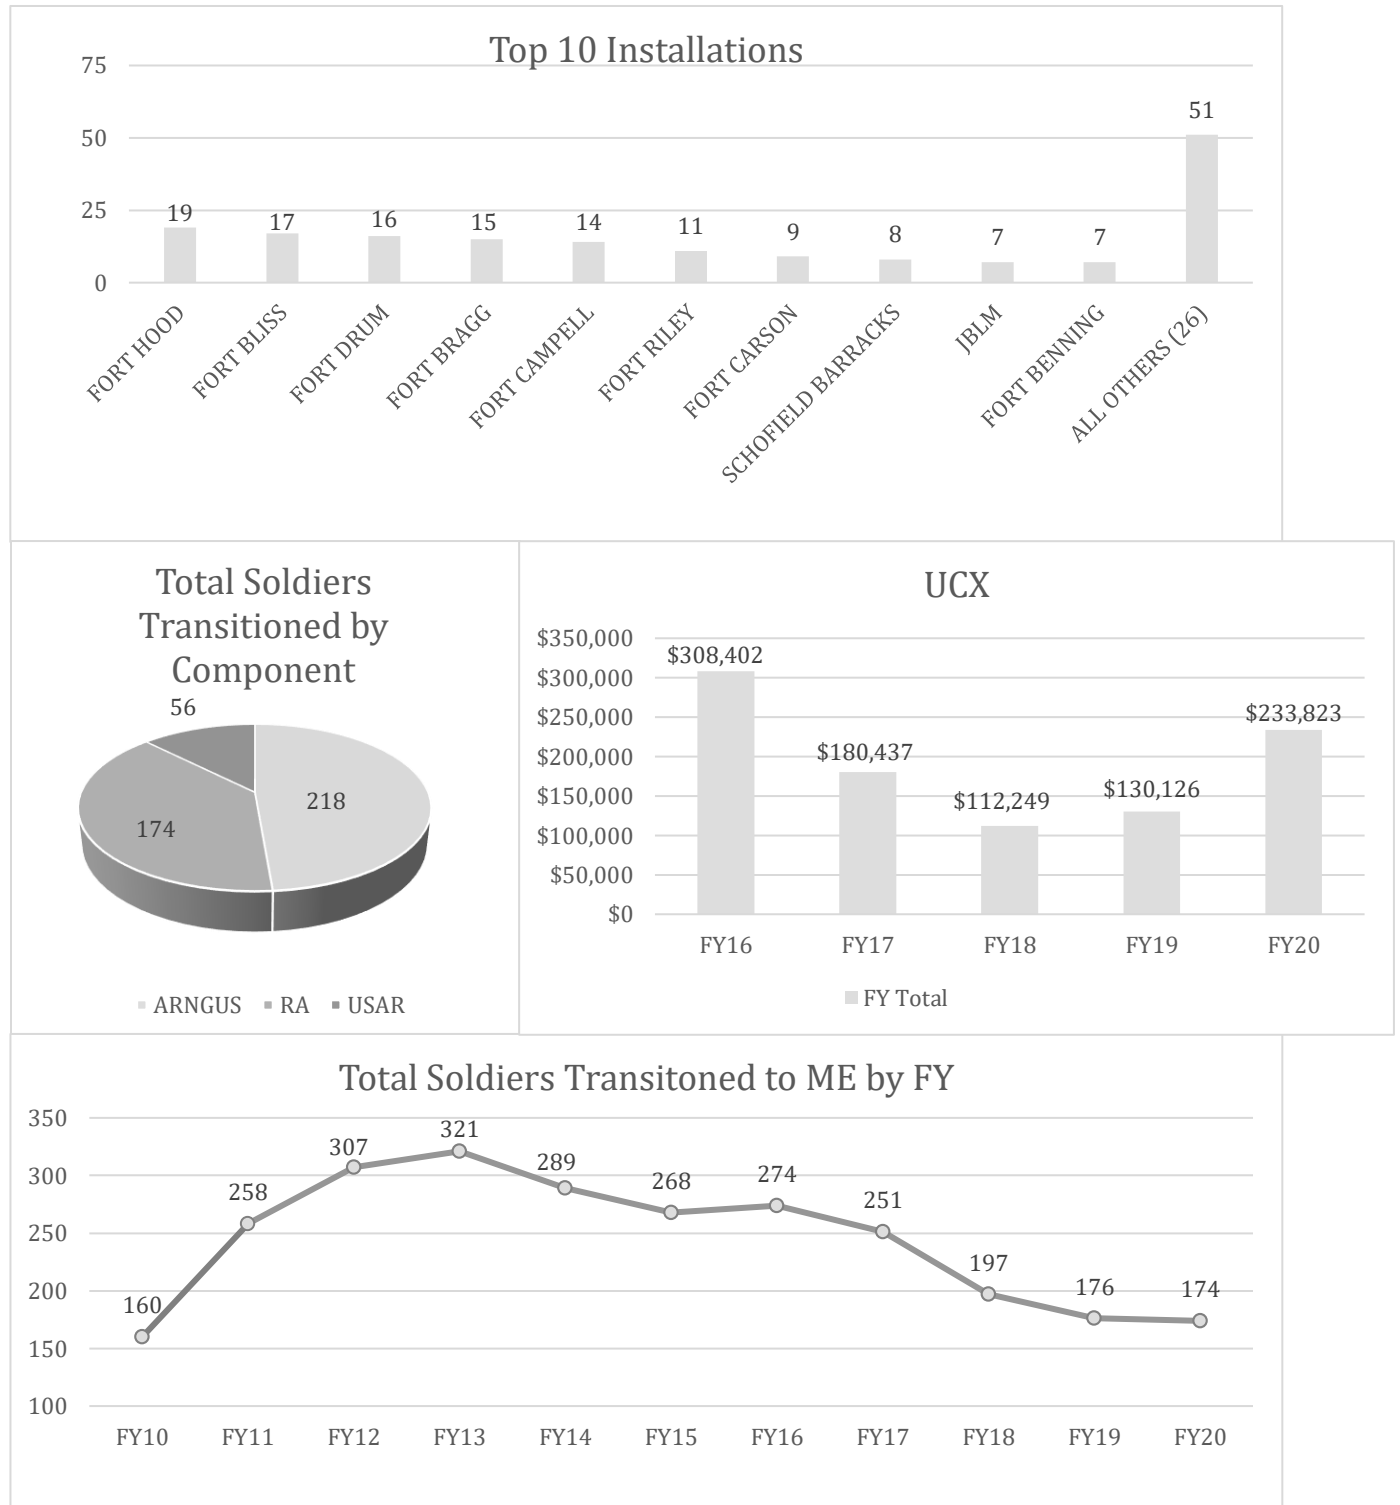 Top 10 Installations
75
50
25
0
19
17
16
15
14
11
9
8
7
7
51
FORT HOOD
FORT BLISS
FORT DRUM
FORT BRAGG
FORT CAMPELL
FORT RILEY
FORT CARSON
SCHOFIELD BARRACKS
JBLM
FORT BENNING
ALL OTHERS (26)
Total Soldiers
Transitioned by
Component
56
218
174
ARNGUS
RA
USAR
UCX
$350,000
$300,000
$250,000
$200,000
$150,000
$100,000
$50,000
$0
$308,402
$180,437
$112,249
$130,126
$233,823
FY16
FY17
FY18
FY19
FY20
FY Total
Total Soldiers Transitoned to ME by FY
350
300
250
200
150
100
160
258
307
321
289
268
274
251
197
176
174
FY10
FY11
FY12
FY13
FY14
FY15
FY16
FY17
FY18
FY19
FY20